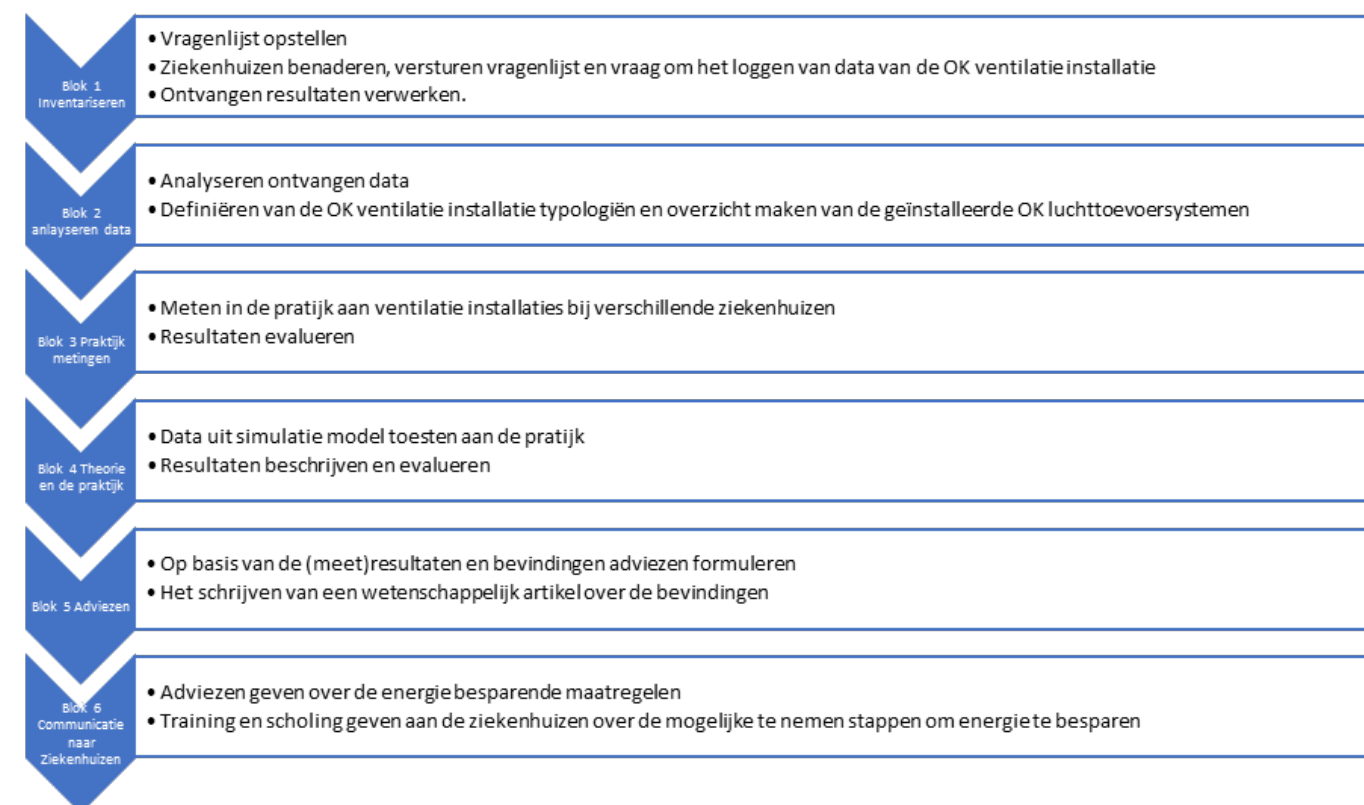 Blok 1
Inventariseren
• Vragenlijst opstellen
• Ziekenhuizen benaderen, versturen vragenlijst en vraag om het loggen van data van de OK ventilatie installatie
• Ontvangen resultaten verwerken.
Blok 2
anlayseren data
• Analyseren ontvangen data
• Definiëren van de OK ventilatie installatie typologiën en overzicht maken van de geïnstalleerde OK luchttoevoersystemen
Blok 3 Praktijk
metingen
• Meten in de pratijk aan ventilatie installaties bij verschillende ziekenhuizen
• Resultaten evalueren
Blok 4 Theorie
en de praktijk
• Data uit simulatie model toesten aan de pratijk
• Resultaten beschrijven en evalueren
Blok 5 Adviezen
• Op basis van de (meet)resultaten en bevindingen adviezen formuleren
• Het schrijven van een wetenschappelijk artikel over de bevindingen
Blok 6
Communicatie
naar
Ziekenhuizen
• Adviezen geven over de energie besparende maatregelen
• Training en scholing geven aan de ziekenhuizen over de mogelijke te nemen stappen om energie te besparen